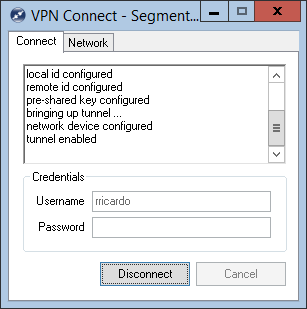 VPN Connect - Segment...
Connect
Network
local id configured
remote id configured
pre-shared key configured
bringing up tunnel ...
network device configured
tunnel enabled
Credentials
Username
rricardo
Password
Disconnect
Cancel